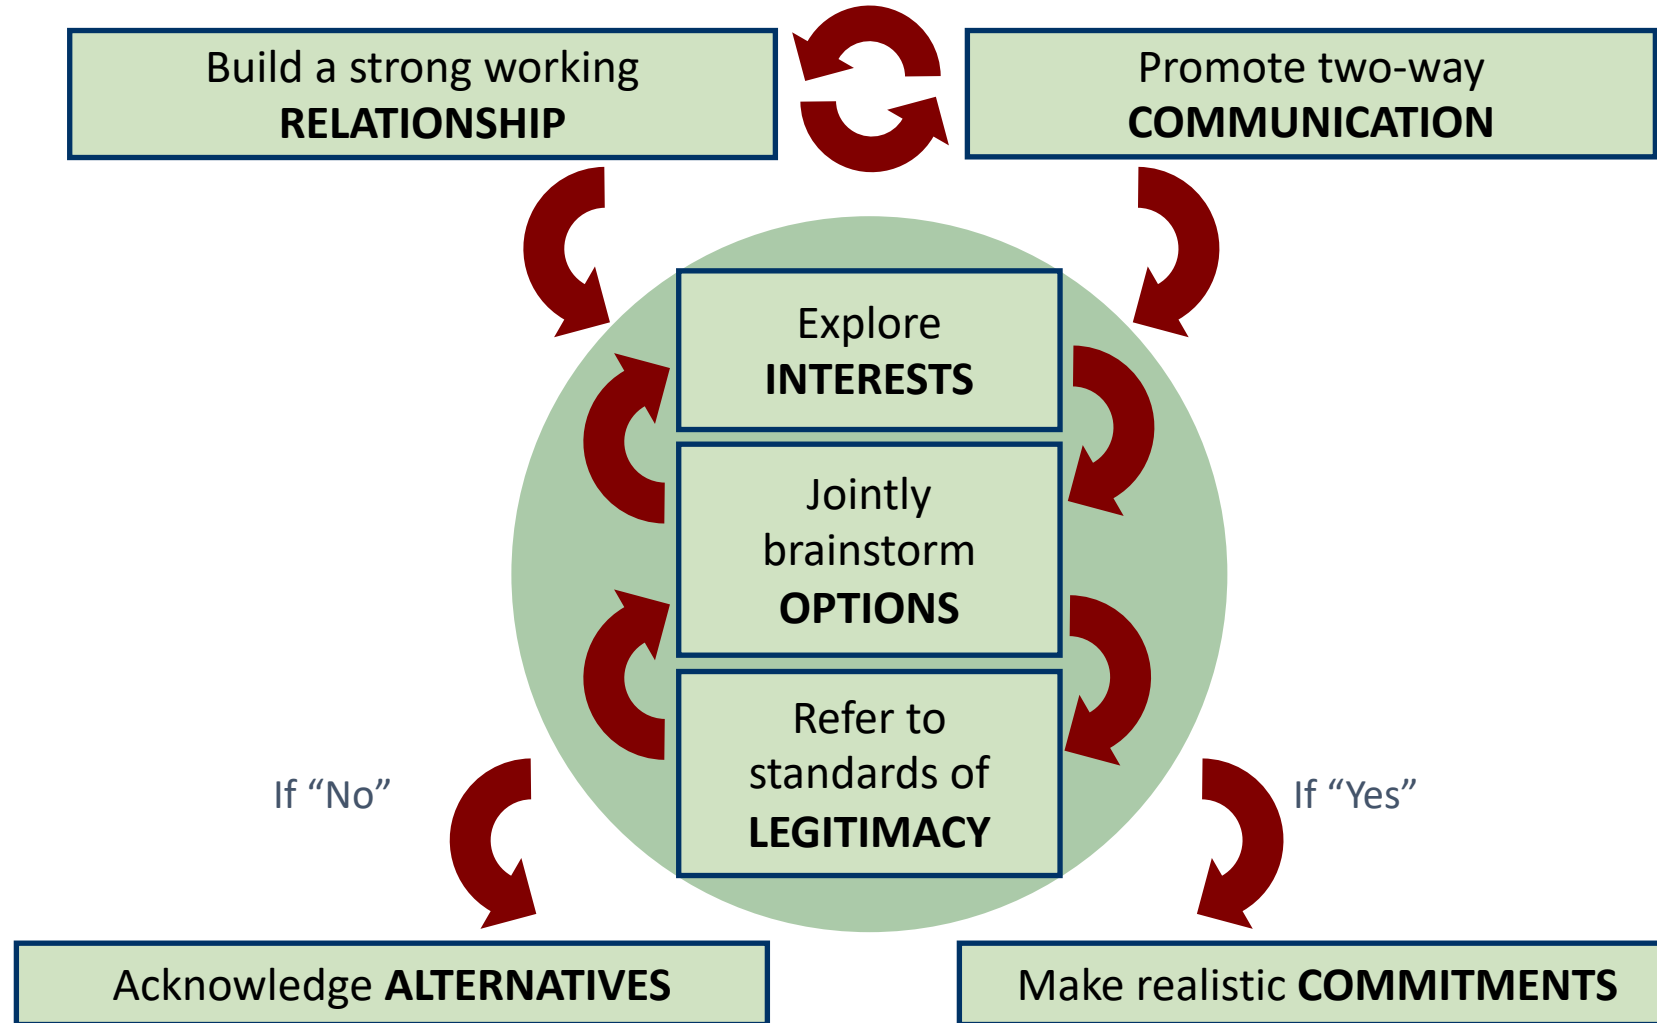 Build a strong working
RELATIONSHIP
Promote two-way
COMMUNICATION
Explore
INTERESTS
Jointly
brainstorm
OPTIONS
Refer to
standards of
LEGITIMACY
If “No”
If “Yes”
Acknowledge ALTERNATIVES
Make realistic COMMITMENTS